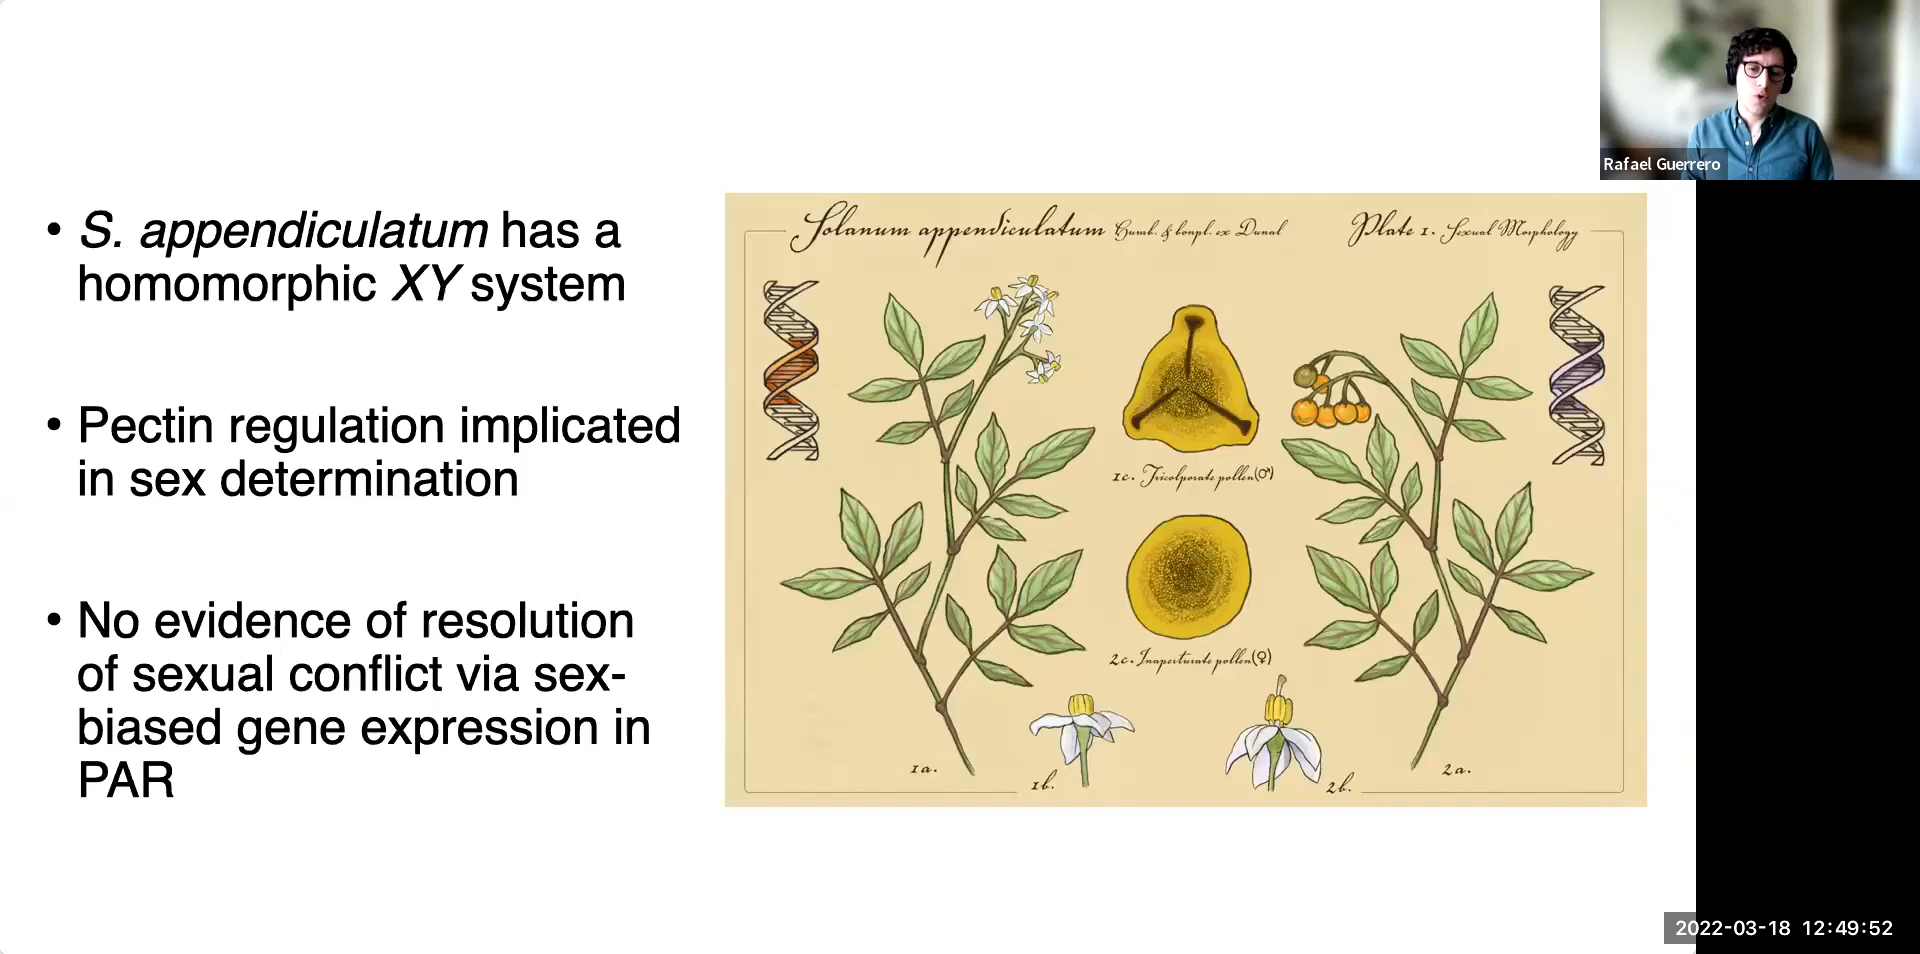 • S. appendiculatum has a
homomorphic XY system
• Pectin regulation implicated
in sex determination
• No evidence of resolution
of sexual conflict via sex-
biased gene expression in
PAR
Solanum appendiculatum Humb. & bonpl. ex Dunal
Plate 1. Sexual Morphology
1c. Tricolporate pollen(♂)
2c. Inaperturate pollen(♀)
1a.
1b.
2b.
2a.
Rafael Guerrero
2022-03-18 12:49:52